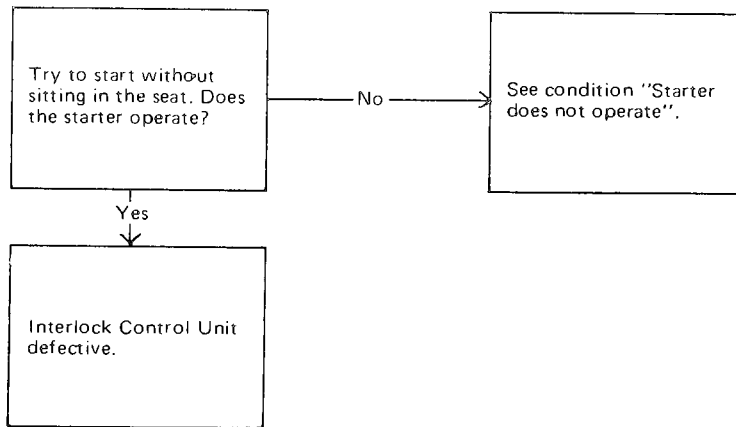 Try to start without
sitting in the seat. Does
the starter operate?
No
See condition "Starter
does not operate".
Yes
Interlock Control Unit
defective.